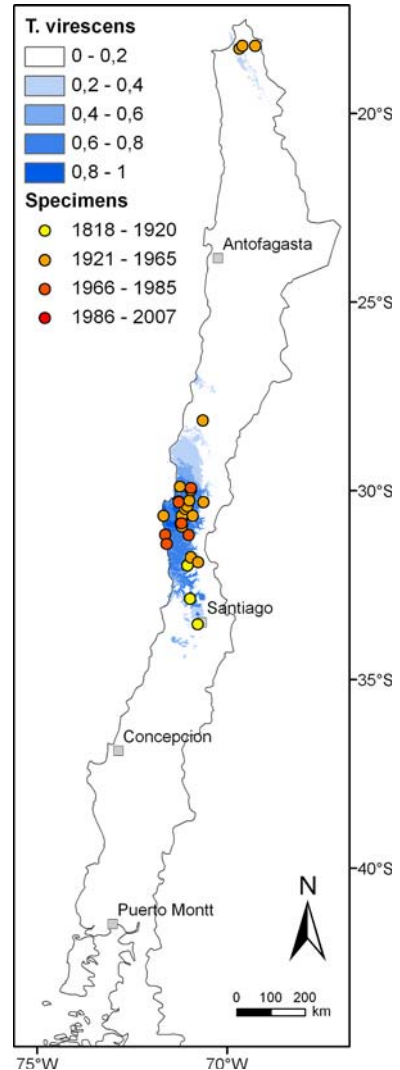 T. virescens
0 - 0,2
0,2 - 0,4
0,4 - 0,6
0,6 - 0,8
0,8 - 1
Specimens
1818 - 1920
1921 - 1965
1966 - 1985
1986 - 2007
20°S
Antofagasta
25°S
30°S
Santiago
35°S
Concepcion
40°S
Puerto Montt
N
0 100 200
km
75°W 70°W